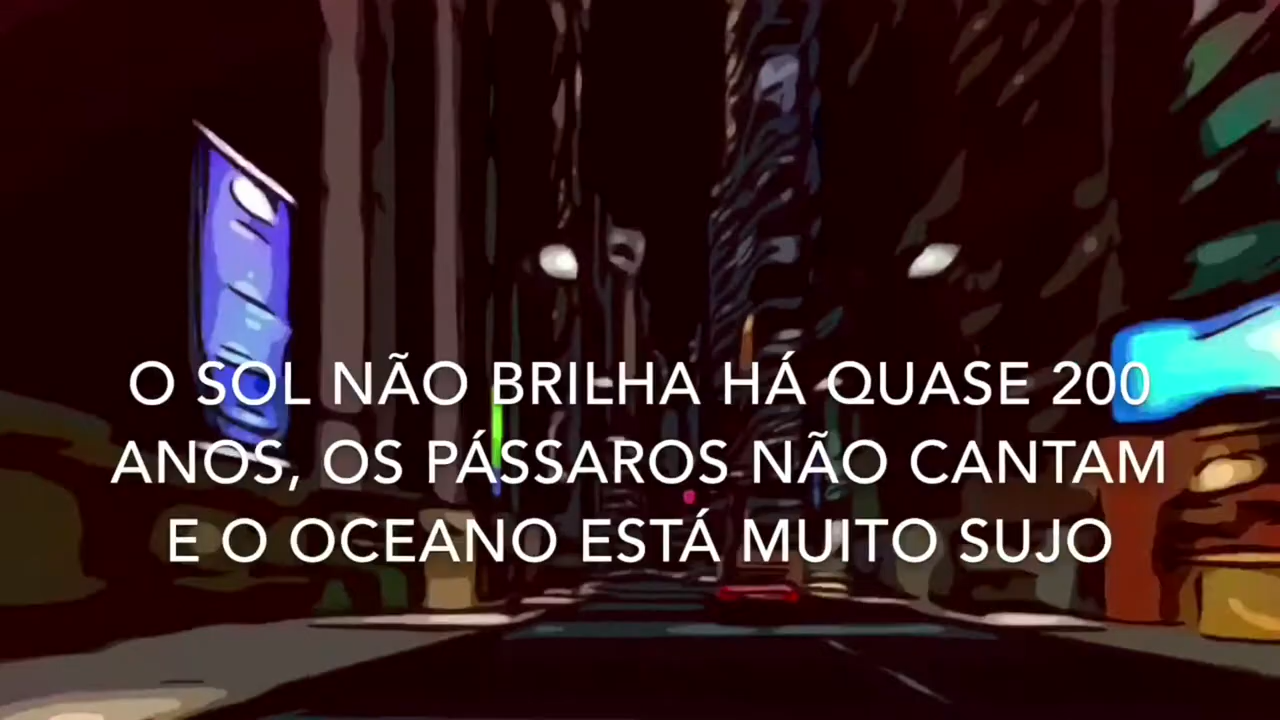 O SOL NÃO BRILHA HÁ QUASE 200
ANOS, OS PÁSSAROS NÃO CANTAM
E O OCEANO ESTÁ MUITO SUJO